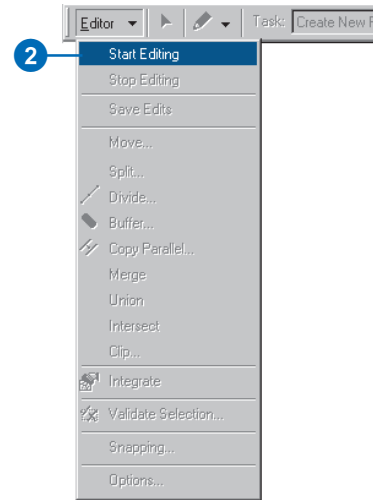 Editor Task: Create New F
2 Start Editing
Stop Editing
Save Edits
Move...
Split...
Divide...
Buffer...
Copy Parallel...
Merge
Union
Intersect
Clip...
Integrate
Validate Selection...
Snapping...
Options...